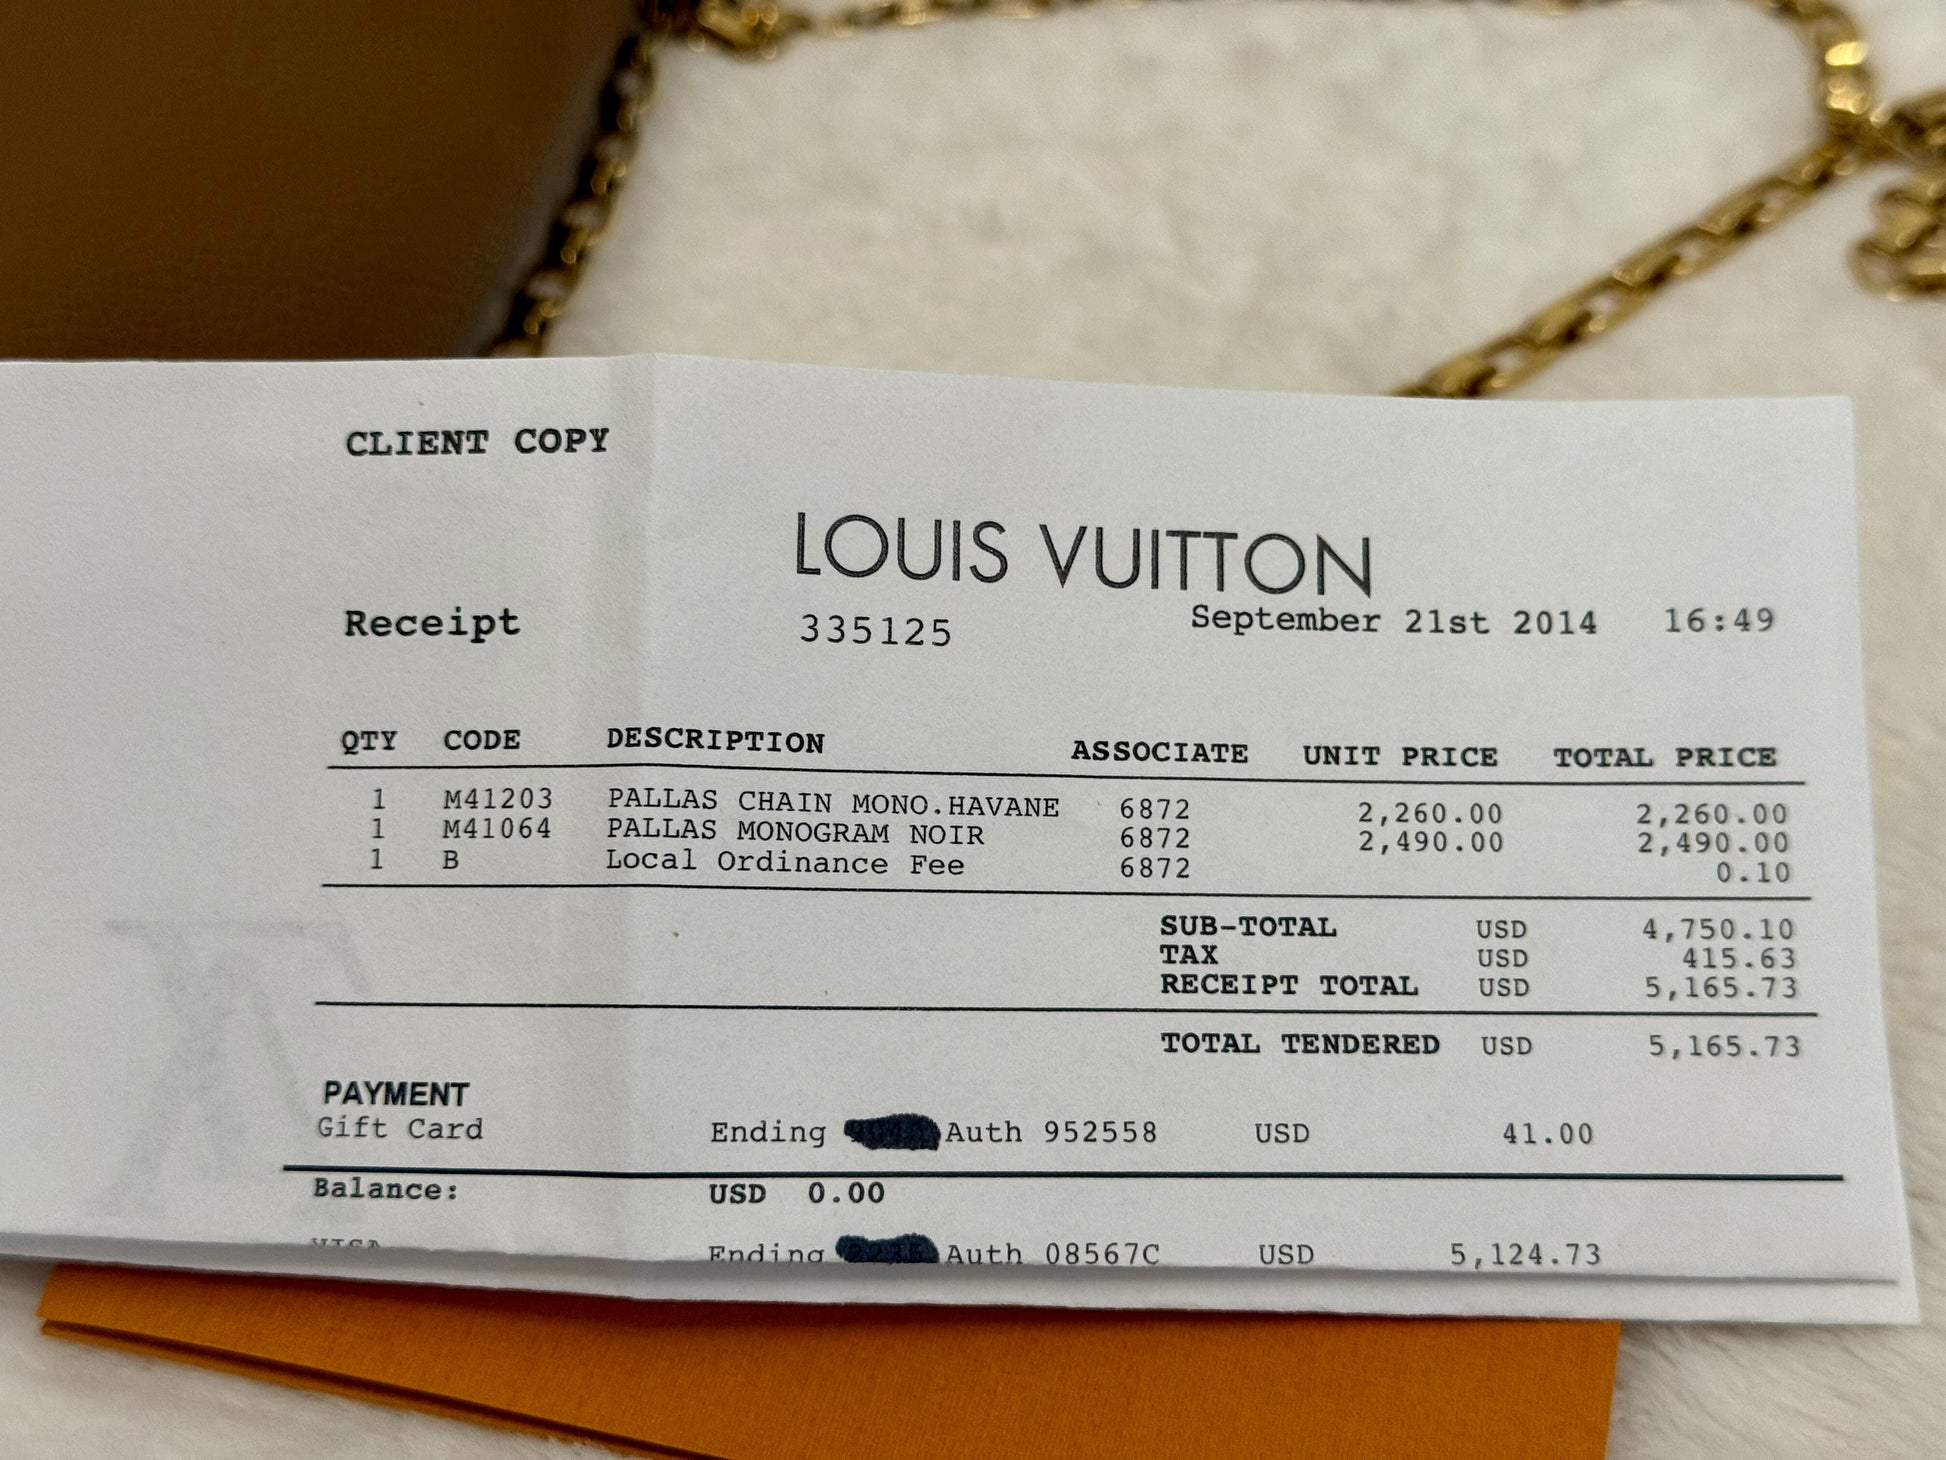 CLIENT COPY
LOUIS VUITTON
Receipt 335125 September 21st 2014 16:49
QTY CODE DESCRIPTION ASSOCIATE UNIT PRICE TOTAL PRICE
1 M41203 PALLAS CHAIN MONO.HAVANE 6872 2,260.00 2,260.00
1 M41064 PALLAS MONOGRAM NOIR 6872 2,490.00 2,490.00
1 B Local Ordinance Fee 6872 0.10
SUB-TOTAL USD 4,750.10
TAX USD 415.63
RECEIPT TOTAL USD 5,165.73
TOTAL TENDERED USD 5,165.73
PAYMENT
Gift Card Ending Auth 952558 USD 41.00
Balance: USD 0.00
VISA Ending Auth 08567C USD 5,124.73